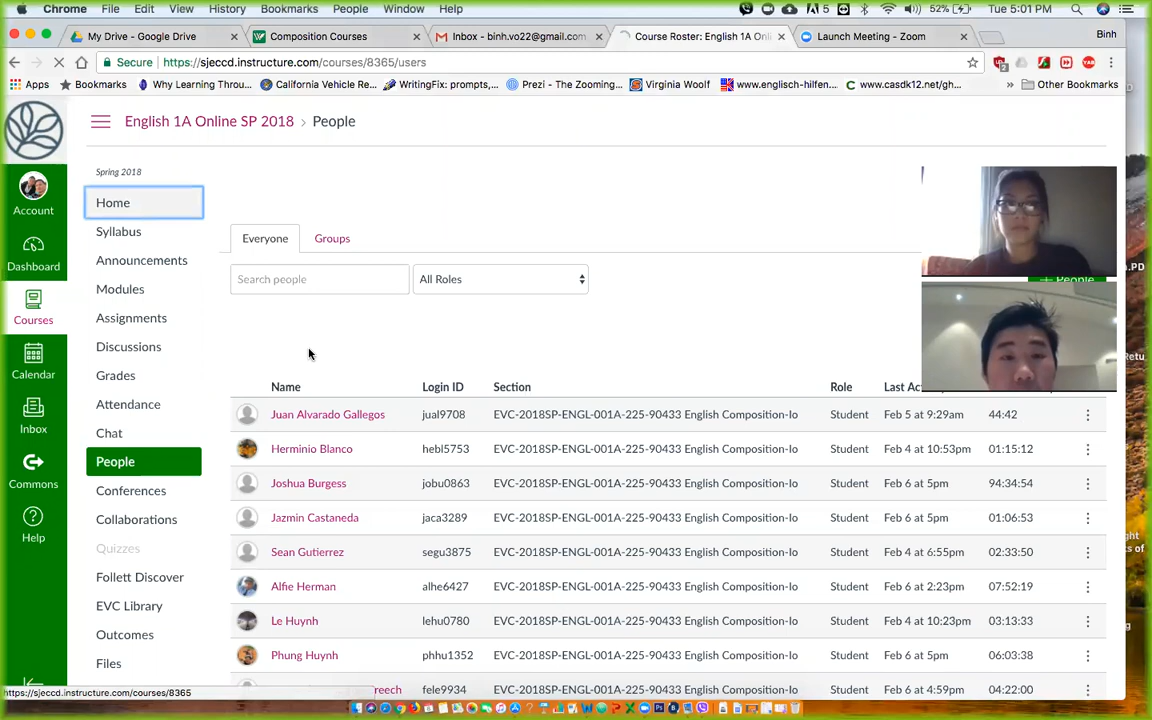 Chrome File Edit View History Bookmarks People Window Help 5 52% Tue 5:01 PM
My Drive - Google Drive Composition Courses Inbox - binh.vo22@gmail.com Course Roster: English 1A Onli Launch Meeting - Zoom Binh
Secure https://sjeccd.instructure.com/courses/8365/users
Apps Bookmarks Why Learning Throu... California Vehicle Re... WritingFix: prompts,... Prezi - The Zooming... Virginia Woolf www.englisch-hilfen... www.casdk12.net/gh... » Other Bookmarks
English 1A Online SP 2018 › People
Spring 2018
Account
Dashboard
Courses
Calendar
Inbox
Commons
Help
Home
Syllabus
Announcements
Modules
Assignments
Discussions
Grades
Attendance
Chat
People
Conferences
Collaborations
Quizzes
Follett Discover
EVC Library
Outcomes
Files
Everyone Groups
Search people All Roles
+ People
Name Login ID Section Role Last Ac
Juan Alvarado Gallegos jual9708 EVC-2018SP-ENGL-001A-225-90433 English Composition-Io Student Feb 5 at 9:29am 44:42
Herminio Blanco hebl5753 EVC-2018SP-ENGL-001A-225-90433 English Composition-Io Student Feb 4 at 10:53pm 01:15:12
Joshua Burgess jobu0863 EVC-2018SP-ENGL-001A-225-90433 English Composition-Io Student Feb 6 at 5pm 94:34:54
Jazmin Castaneda jaca3289 EVC-2018SP-ENGL-001A-225-90433 English Composition-Io Student Feb 6 at 5pm 01:06:53
Sean Gutierrez segu3875 EVC-2018SP-ENGL-001A-225-90433 English Composition-Io Student Feb 4 at 6:55pm 02:33:50
Alfie Herman alhe6427 EVC-2018SP-ENGL-001A-225-90433 English Composition-Io Student Feb 6 at 2:23pm 07:52:19
Le Huynh lehu0780 EVC-2018SP-ENGL-001A-225-90433 English Composition-Io Student Feb 4 at 10:23pm 03:13:33
Phung Huynh phhu1352 EVC-2018SP-ENGL-001A-225-90433 English Composition-Io Student Feb 6 at 5pm 06:03:38
reech fele9934 EVC-2018SP-ENGL-001A-225-90433 English Composition-Io Student Feb 4 at 4:59pm 04:22:00
https://sjeccd.instructure.com/courses/8365